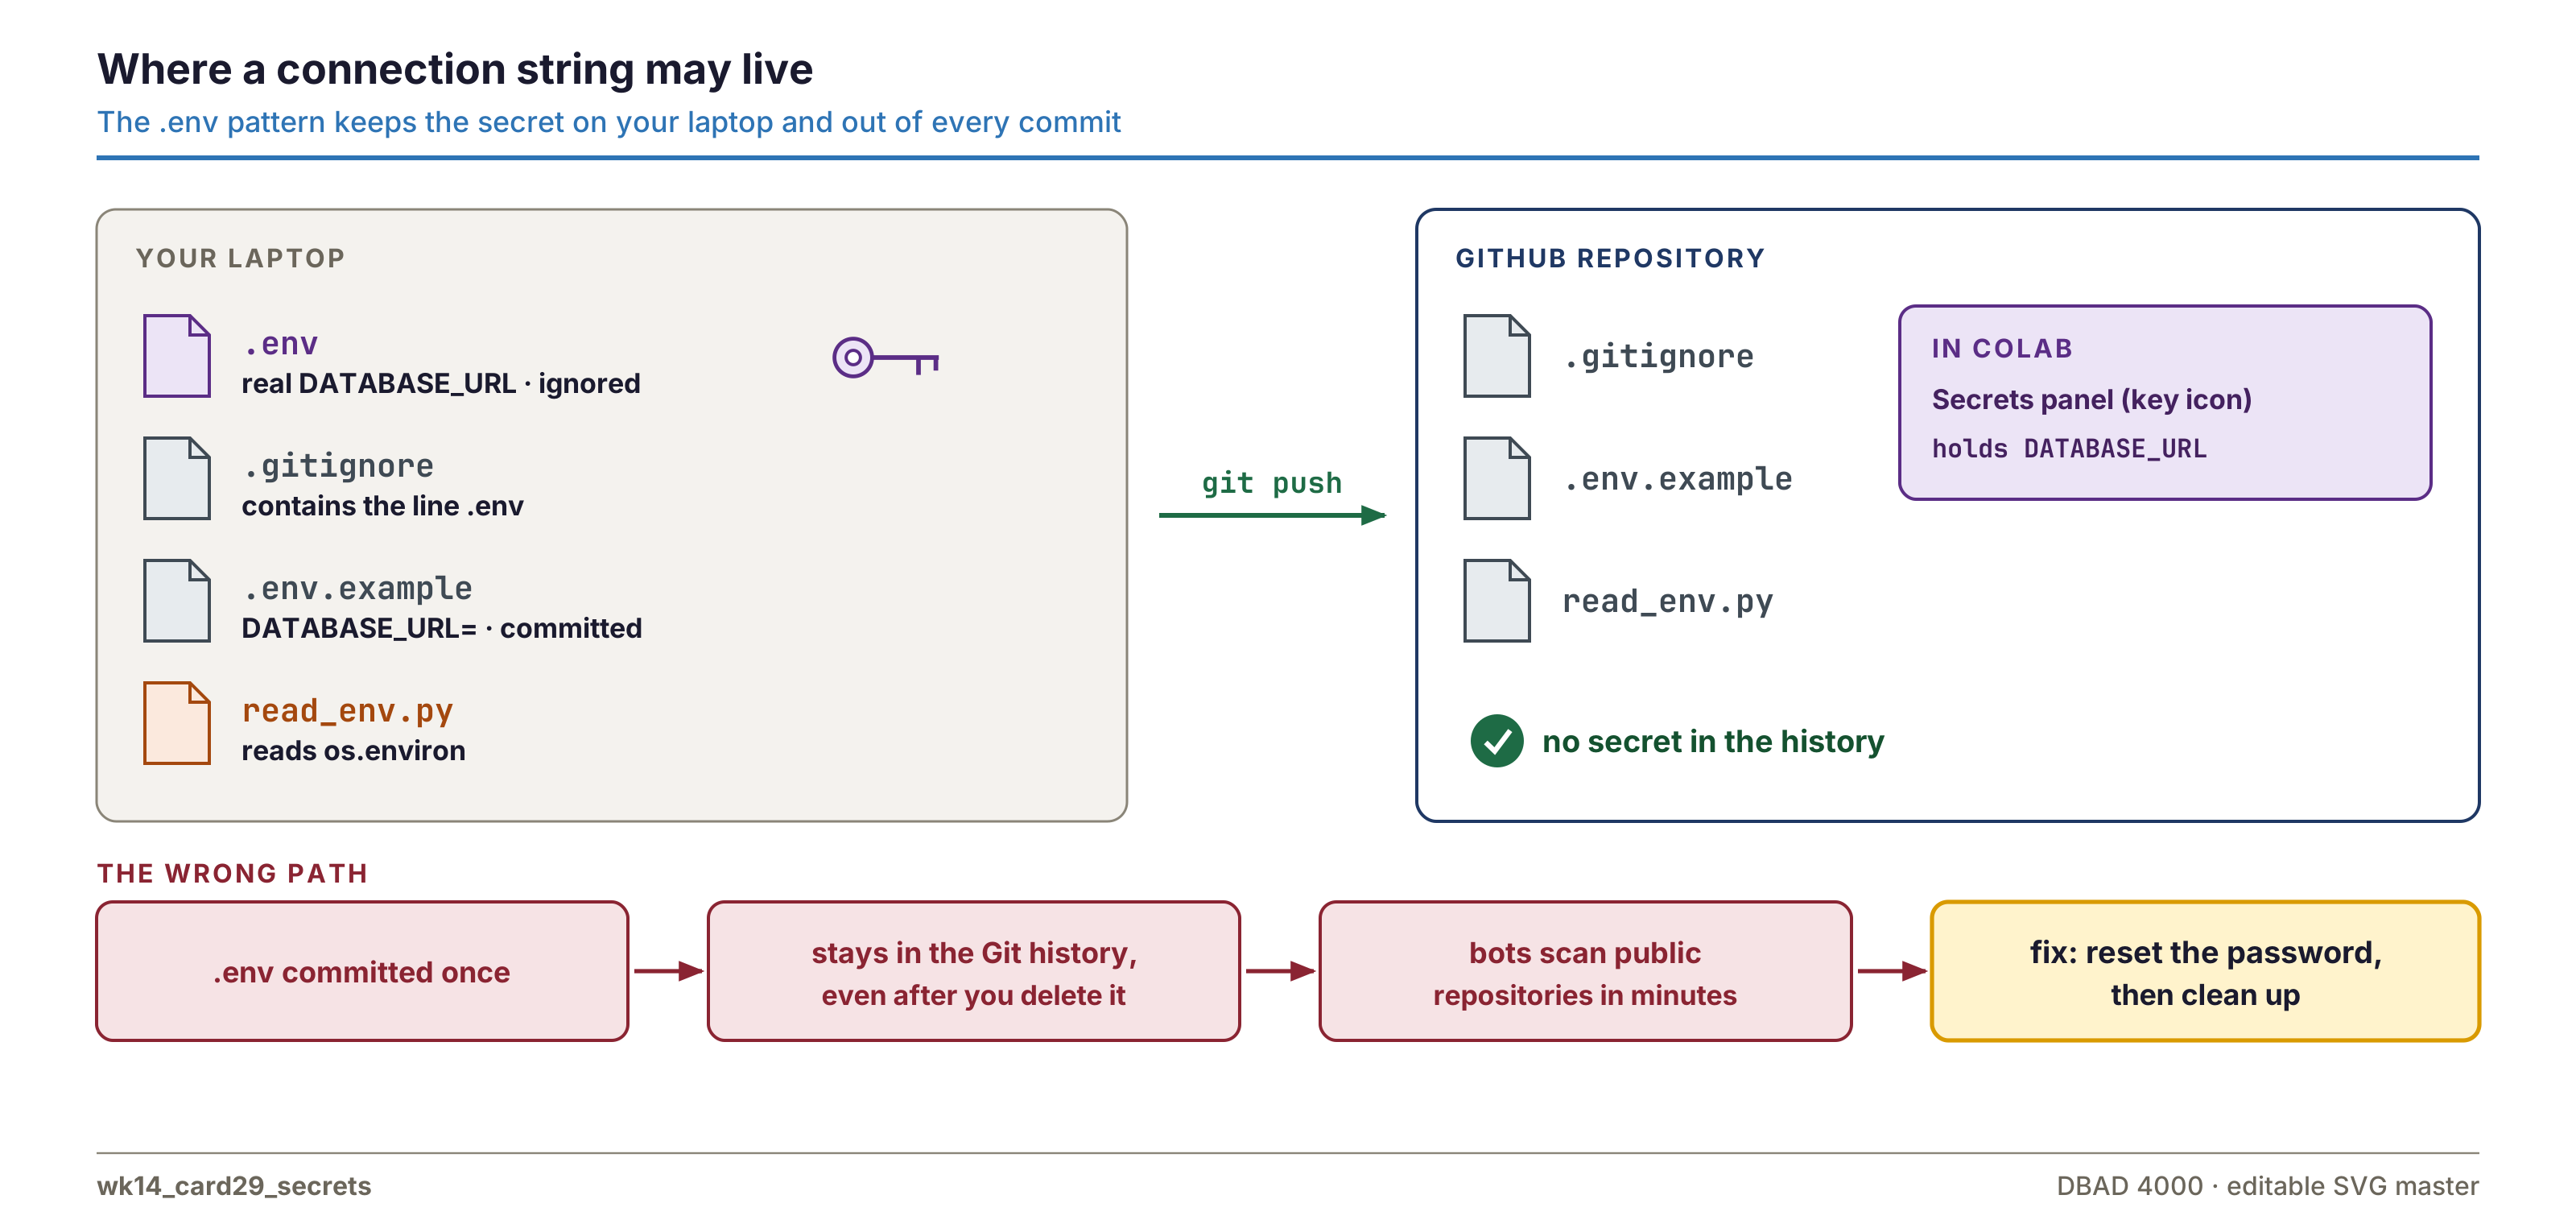 Where a connection string may live
The .env pattern keeps the secret on your laptop and out of every commit
YOUR LAPTOP
.env
real DATABASE_URL · ignored
.gitignore
contains the line .env
.env.example
DATABASE_URL= · committed
read_env.py
reads os.environ
git push
GITHUB REPOSITORY
.gitignore
.env.example
read_env.py
no secret in the history
IN COLAB
Secrets panel (key icon)
holds DATABASE_URL
THE WRONG PATH
.env committed once
stays in the Git history,
even after you delete it
bots scan public
repositories in minutes
fix: reset the password,
then clean up
wk14_card29_secrets
DBAD 4000 · editable SVG master